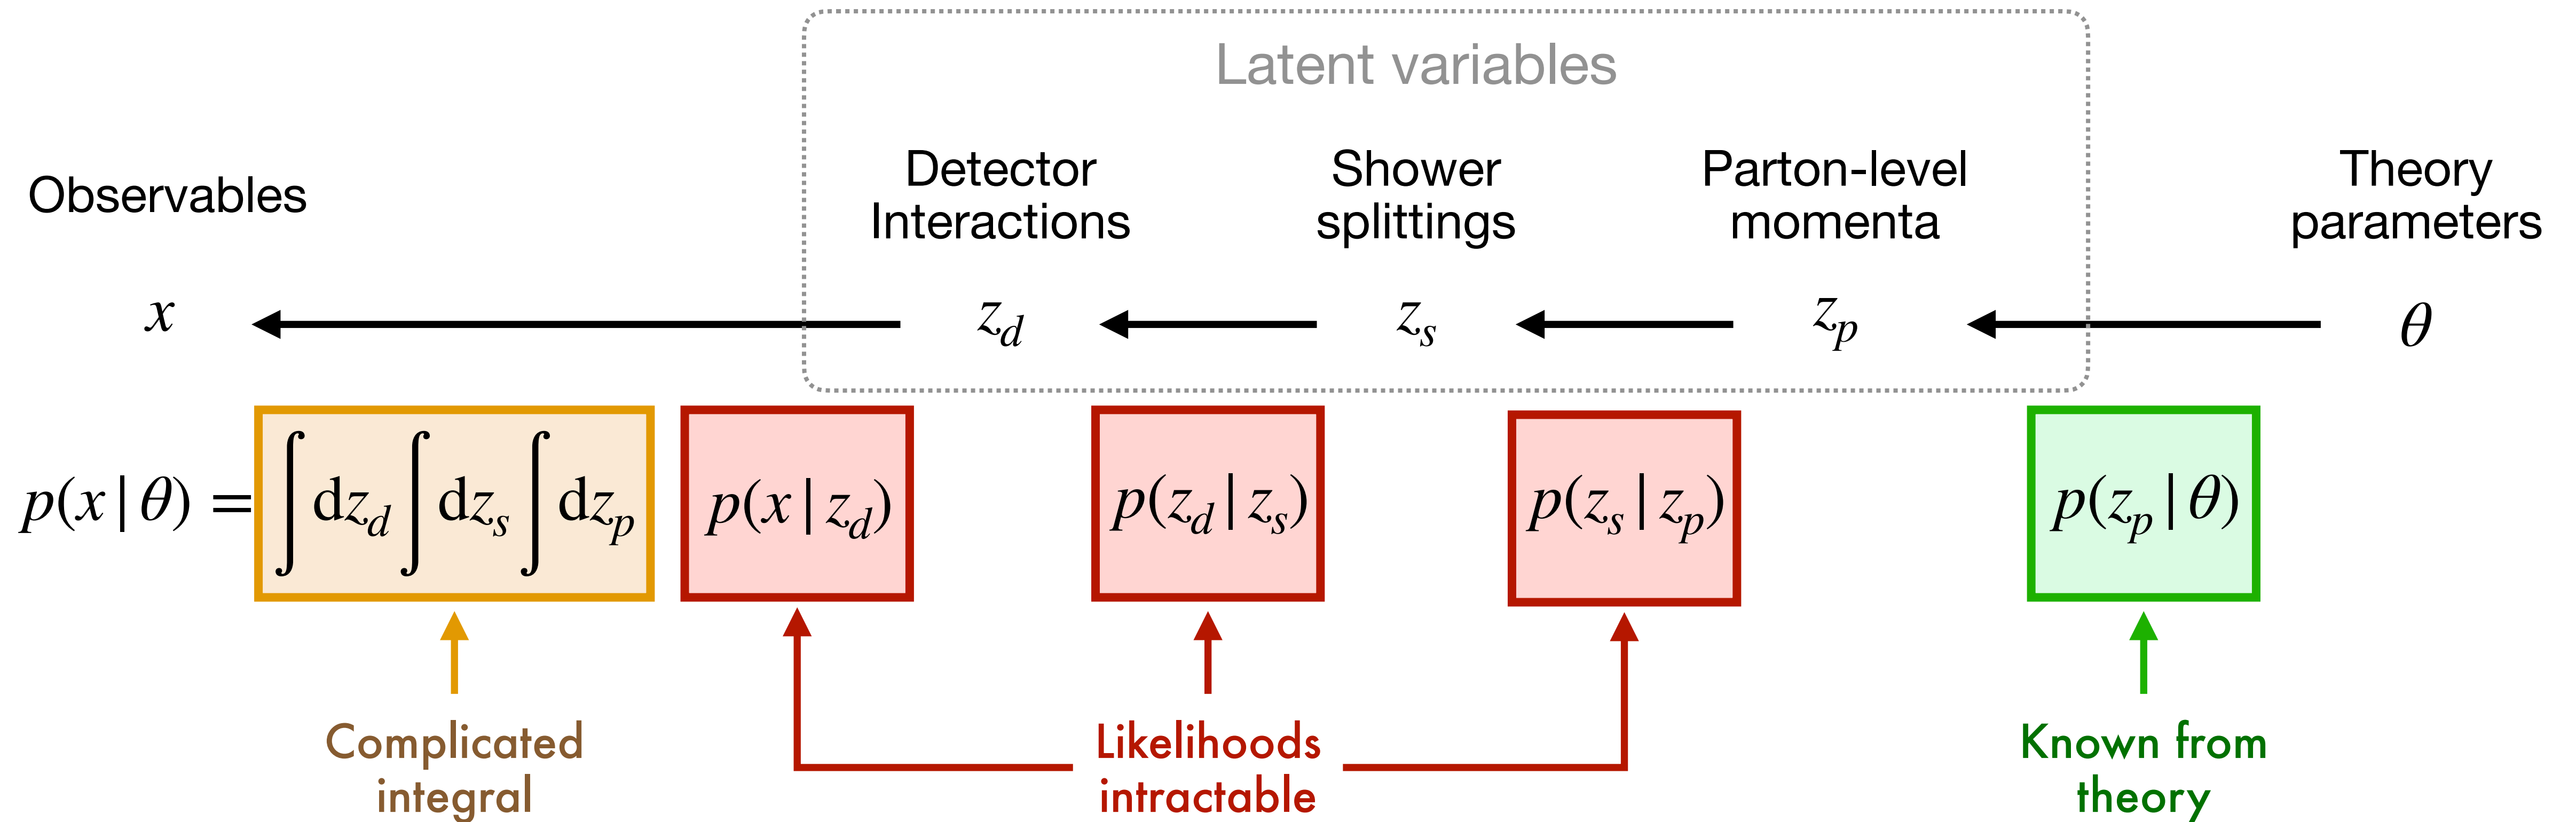 Latent variables
Observables
Detector
Interactions
Shower
splittings
Parton-level
momenta
Theory
parameters
x
z_d
z_s
z_p
θ
p(x|θ) = ∫dz_d ∫dz_s ∫dz_p p(x|z_d) p(z_d|z_s) p(z_s|z_p) p(z_p|θ)
Complicated
integral
Likelihoods
intractable
Known from
theory